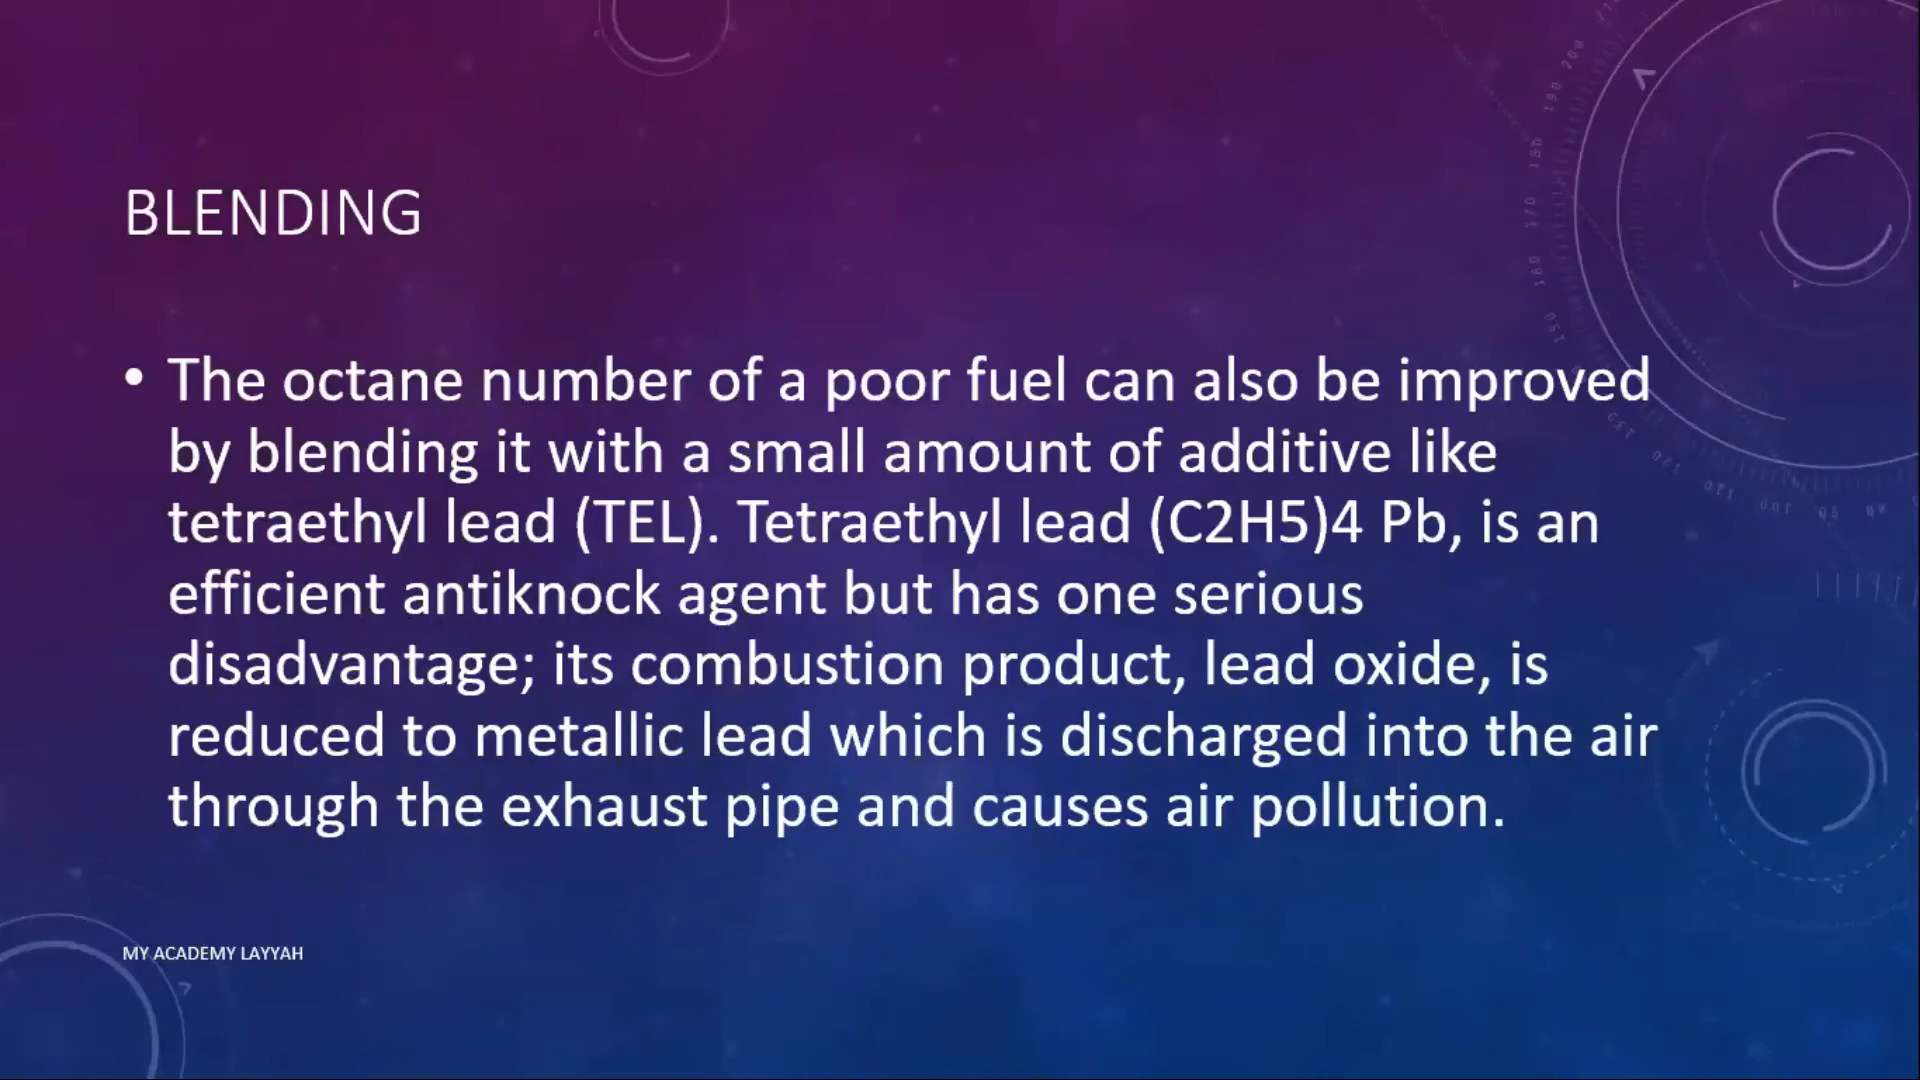 BLENDING
• The octane number of a poor fuel can also be improved
by blending it with a small amount of additive like
tetraethyl lead (TEL). Tetraethyl lead (C2H5)4 Pb, is an
efficient antiknock agent but has one serious
disadvantage; its combustion product, lead oxide, is
reduced to metallic lead which is discharged into the air
through the exhaust pipe and causes air pollution.
MY ACADEMY LAYYAH